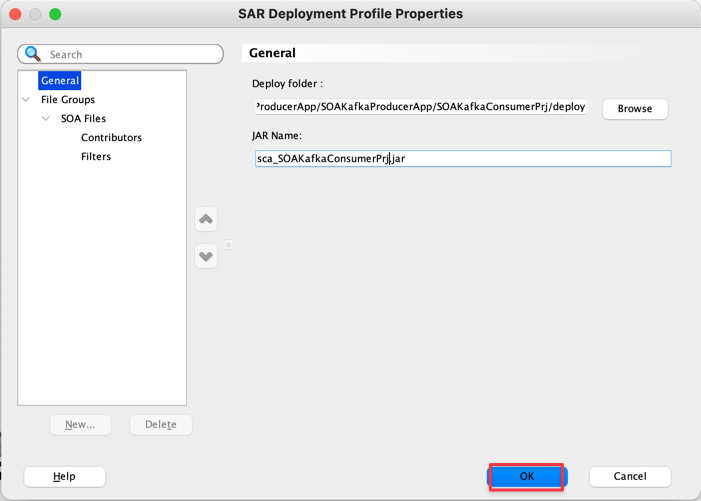 SAR Deployment Profile Properties
Search
General
File Groups
SOA Files
Contributors
Filters
New...
Delete
General
Deploy folder :
ProducerApp/SOAKafkaProducerApp/SOAKafkaConsumerPrj/deploy
Browse
JAR Name:
sca_SOAKafkaConsumerPrj.jar
Help
OK
Cancel